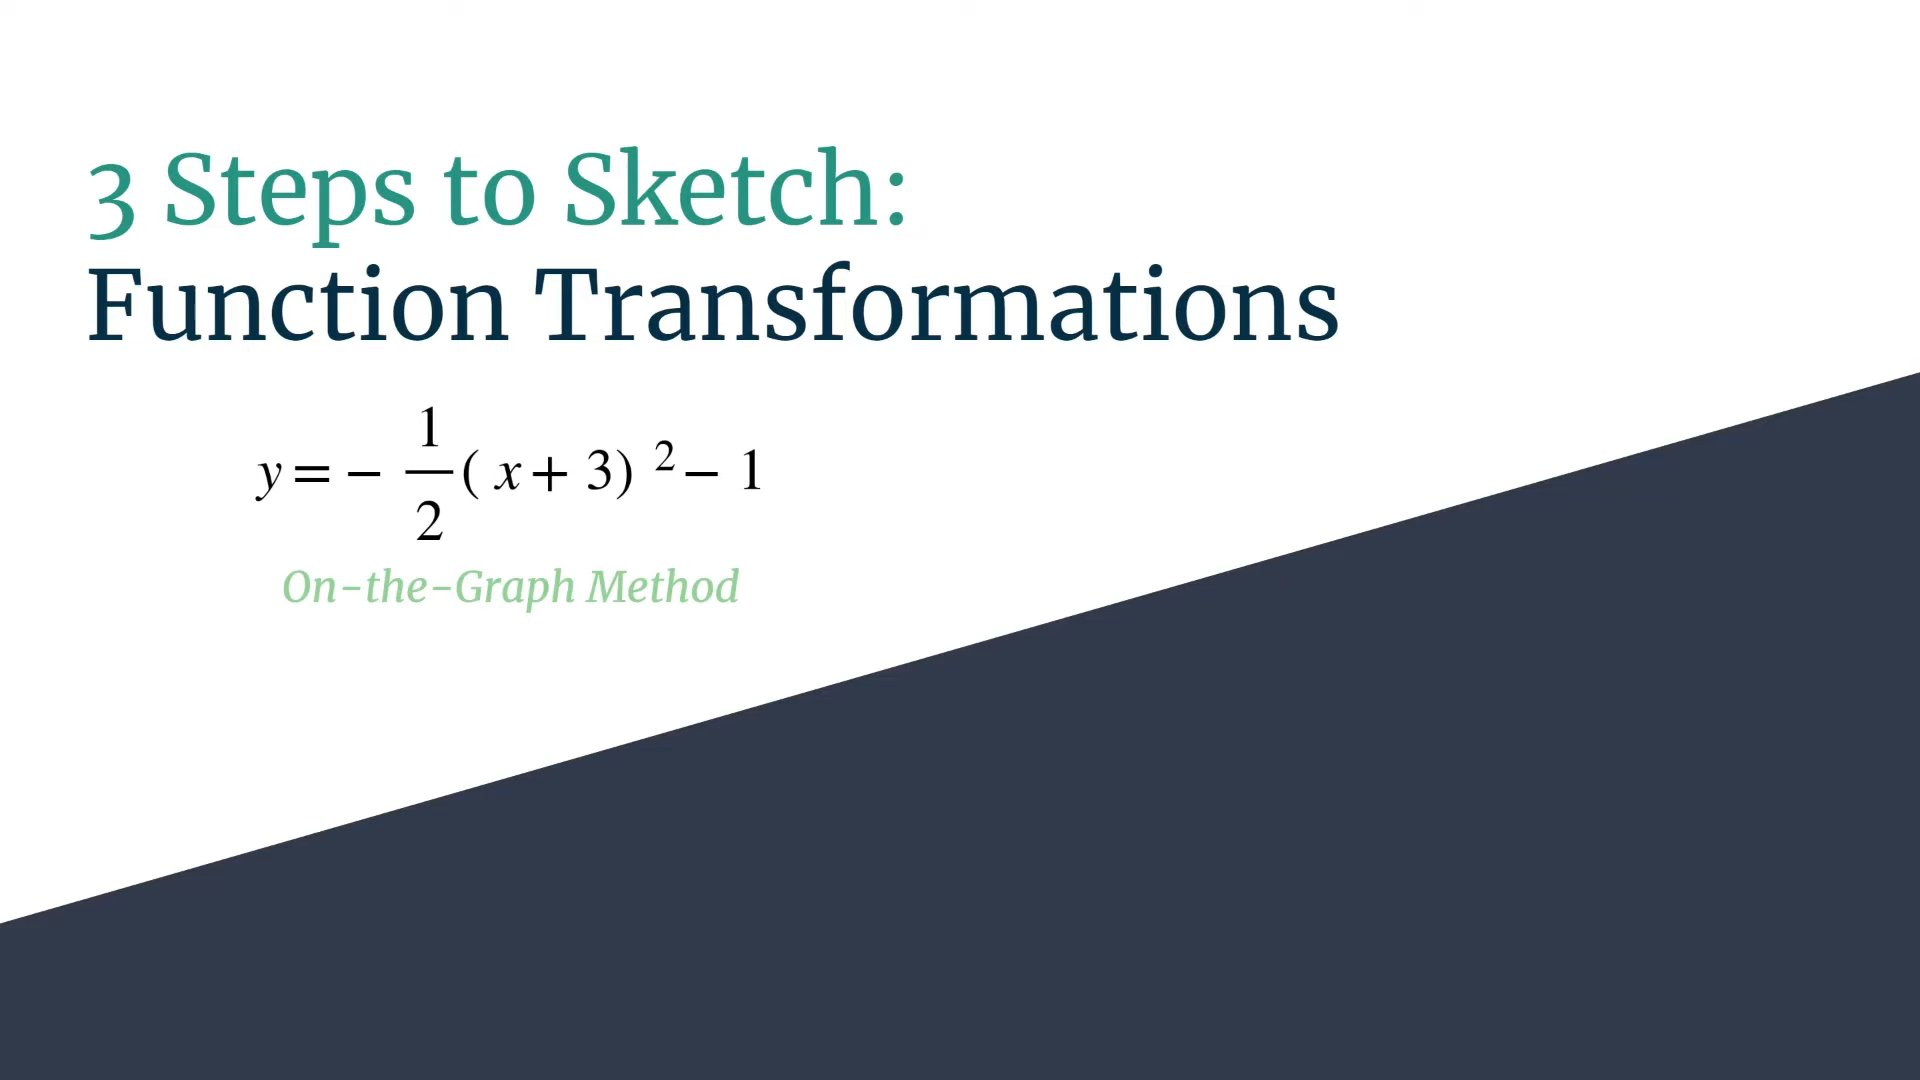 3 Steps to Sketch:
Function Transformations
y = - 1/2 ( x + 3) ² - 1
On-the-Graph Method